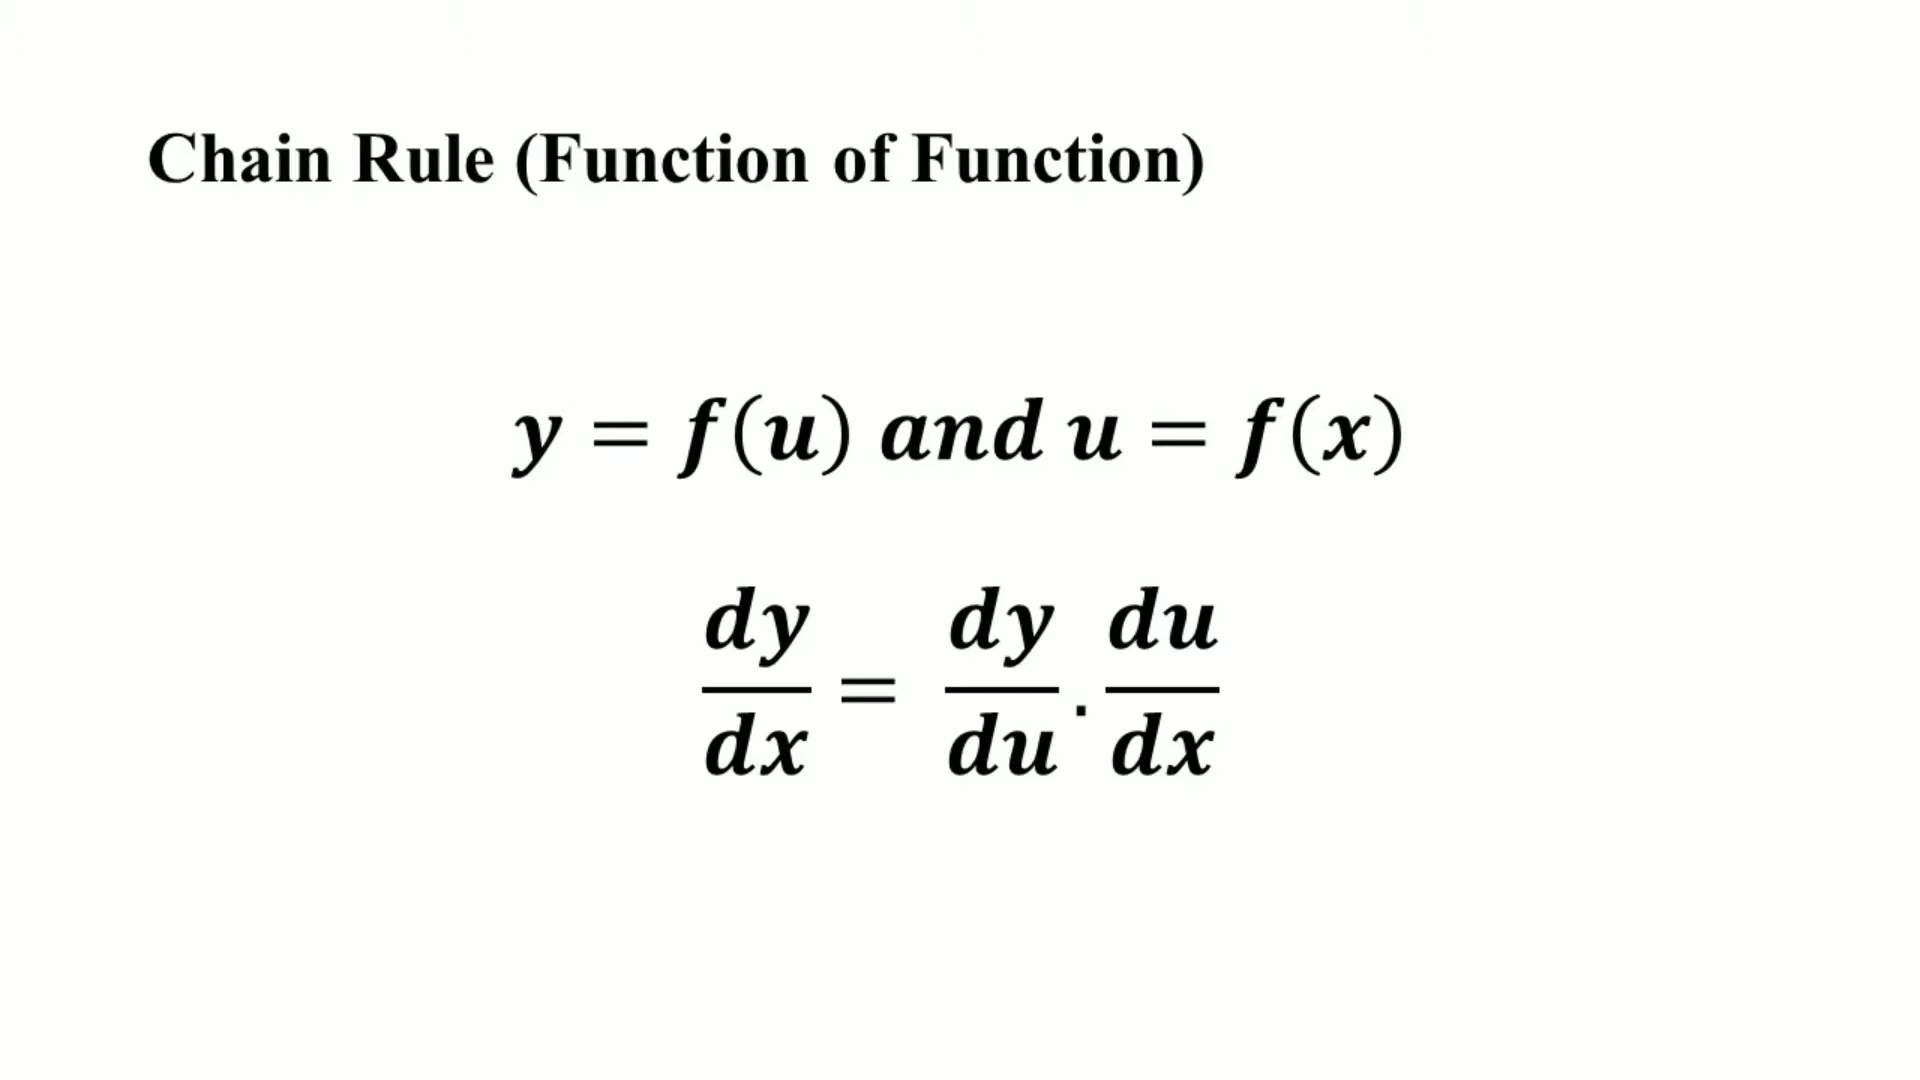 Chain Rule (Function of Function)
y = f(u) and u = f(x)
dy/dx = dy/du . du/dx